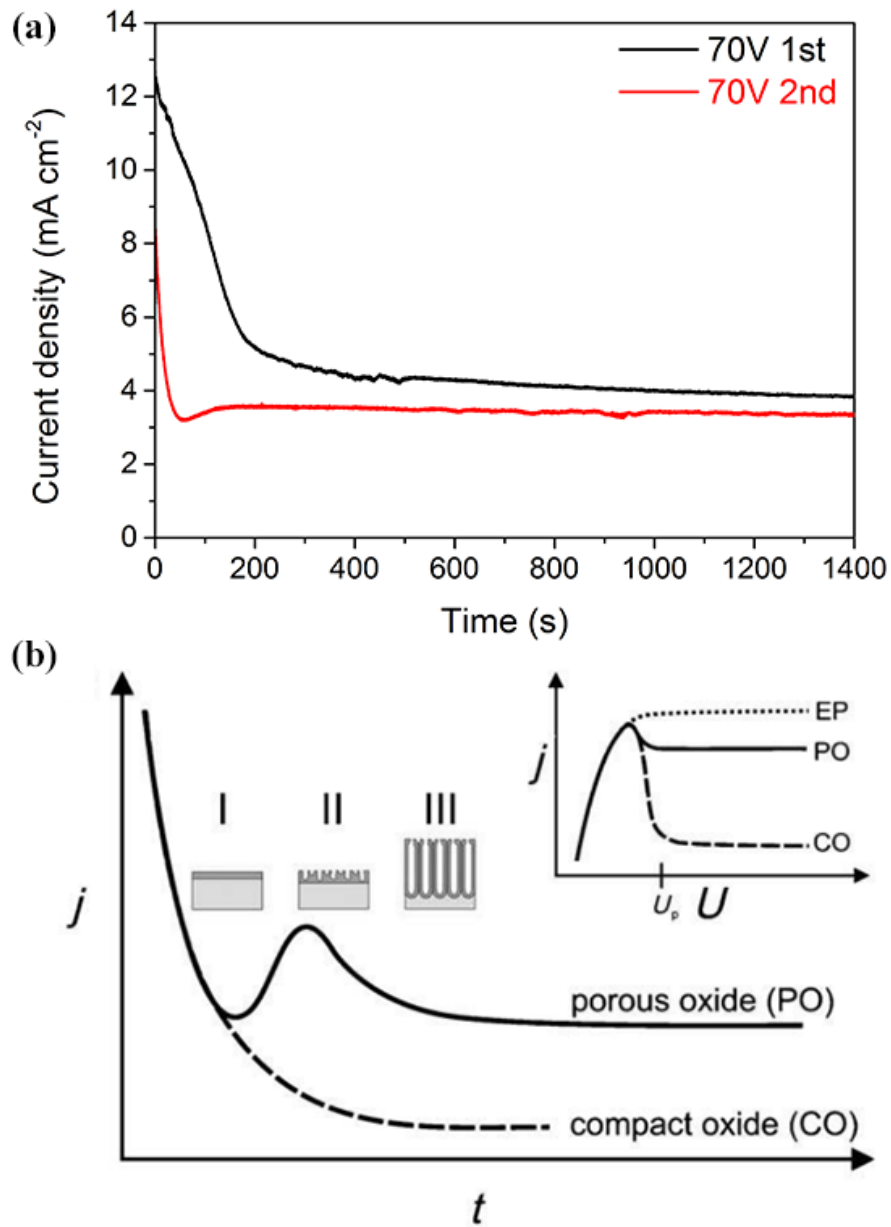 (a)
14
12
10
8
6
4
2
0
Current density (mA cm-2)
70V 1st
70V 2nd
0 200 400 600 800 1000 1200 1400
Time (s)
(b)
j
I II III
j
EP
PO
CO
Up U
porous oxide (PO)
compact oxide (CO)
t